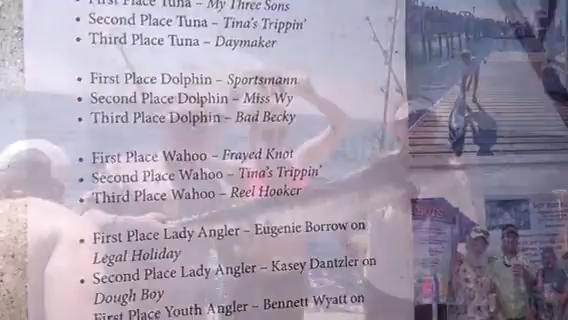 First Place Tuna – My Three Sons
• Second Place Tuna – Tina's Trippin'
• Third Place Tuna – Daymaker
• First Place Dolphin – Sportsmann
• Second Place Dolphin – Miss Wy
• Third Place Dolphin – Bad Becky
• First Place Wahoo – Frayed Knot
• Second Place Wahoo – Tina's Trippin'
• Third Place Wahoo – Reel Hooker
• First Place Lady Angler – Eugenie Borrow on
Legal Holiday
• Second Place Lady Angler – Kasey Dantzler on
Dough Boy
First Place Youth Angler – Bennett Wyatt on